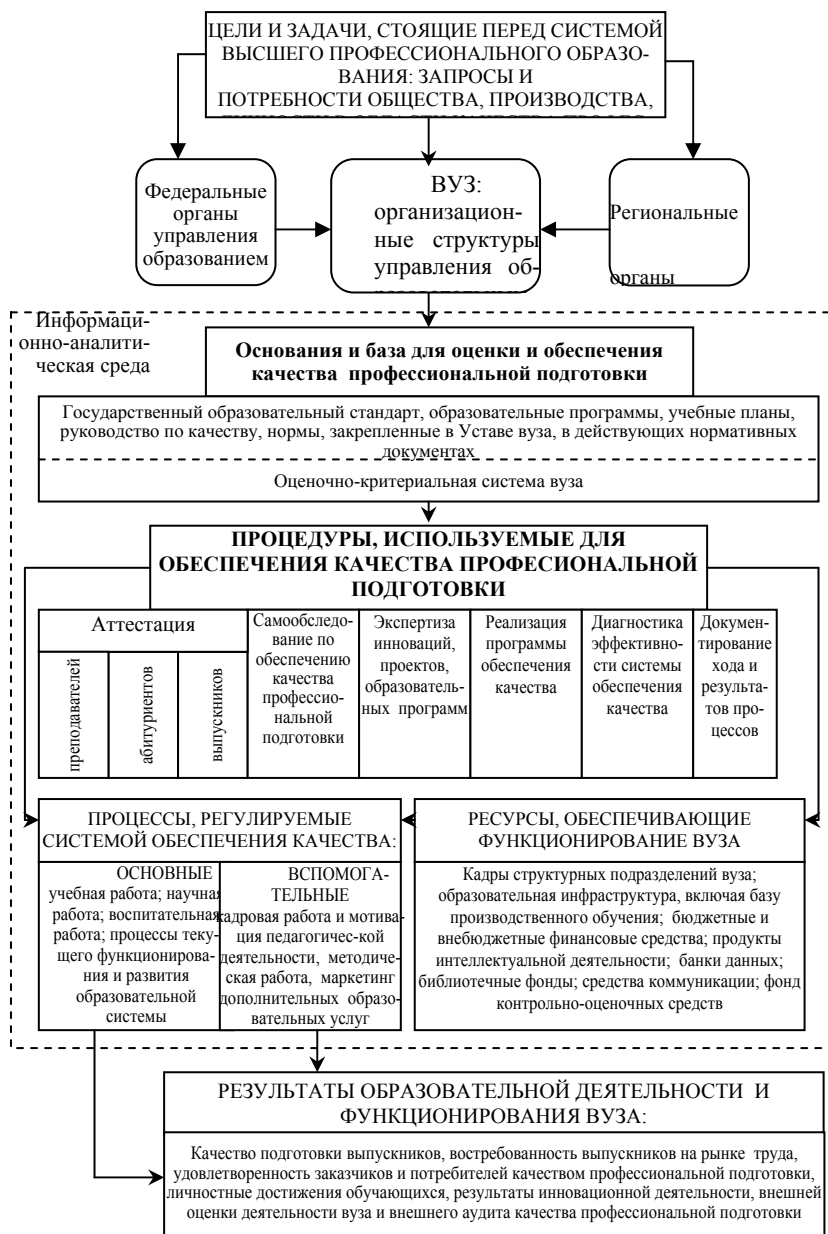 ЦЕЛИ И ЗАДАЧИ, СТОЯЩИЕ ПЕРЕД СИСТЕМОЙ
ВЫСШЕГО ПРОФЕССИОНАЛЬНОГО ОБРАЗО-
ВАНИЯ: ЗАПРОСЫ И
ПОТРЕБНОСТИ ОБЩЕСТВА, ПРОИЗВОДСТВА,
Федеральные
органы
управления
образованием
ВУЗ:
организацион-
ные структуры
управления об-
Региональные
органы
Информаци-
онно-аналити-
ческая среда
Основания и база для оценки и обеспечения
качества профессиональной подготовки
Государственный образовательный стандарт, образовательные программы, учебные планы,
руководство по качеству, нормы, закрепленные в Уставе вуза, в действующих нормативных
документах
Оценочно-критериальная система вуза
ПРОЦЕДУРЫ, ИСПОЛЬЗУЕМЫЕ ДЛЯ
ОБЕСПЕЧЕНИЯ КАЧЕСТВА ПРОФЕСИОНАЛЬНОЙ
ПОДГОТОВКИ
Аттестация
преподавателей
абитуриентов
выпускников
Самообследо-
вание по
обеспечению
качества
профессио-
нальной
подготовки
Экспертиза
инноваций,
проектов,
образователь-
ных программ
Реализация
программы
обеспечения
качества
Диагностика
эффективно-
сти системы
обеспечения
качества
Докумен-
тирование
хода и
результа-
тов про-
цессов
ПРОЦЕССЫ, РЕГУЛИРУЕМЫЕ
СИСТЕМОЙ ОБЕСПЕЧЕНИЯ КАЧЕСТВА:
ОСНОВНЫЕ
учебная работа; научная
работа; воспитательная
работа; процессы теку-
щего функционирова-
ния и развития
образовательной
системы
ВСПОМОГА-
ТЕЛЬНЫЕ
кадровая работа и мотива-
ция педагогичес-кой
деятельности, методиче-
ская работа, маркетинг
дополнительных образо-
вательных услуг
РЕСУРСЫ, ОБЕСПЕЧИВАЮЩИЕ
ФУНКЦИОНИРОВАНИЕ ВУЗА
Кадры структурных подразделений вуза;
образовательная инфраструктура, включая базу
производственного обучения; бюджетные и
внебюджетные финансовые средства; продукты
интеллектуальной деятельности; банки данных;
библиотечные фонды; средства коммуникации; фонд
контрольно-оценочных средств
РЕЗУЛЬТАТЫ ОБРАЗОВАТЕЛЬНОЙ ДЕЯТЕЛЬНОСТИ И
ФУНКЦИОНИРОВАНИЯ ВУЗА:
Качество подготовки выпускников, востребованность выпускников на рынке труда,
удовлетворенность заказчиков и потребителей качеством профессиональной подготовки,
личностные достижения обучающихся, результаты инновационной деятельности, внешней
оценки деятельности вуза и внешнего аудита качества профессиональной подготовки